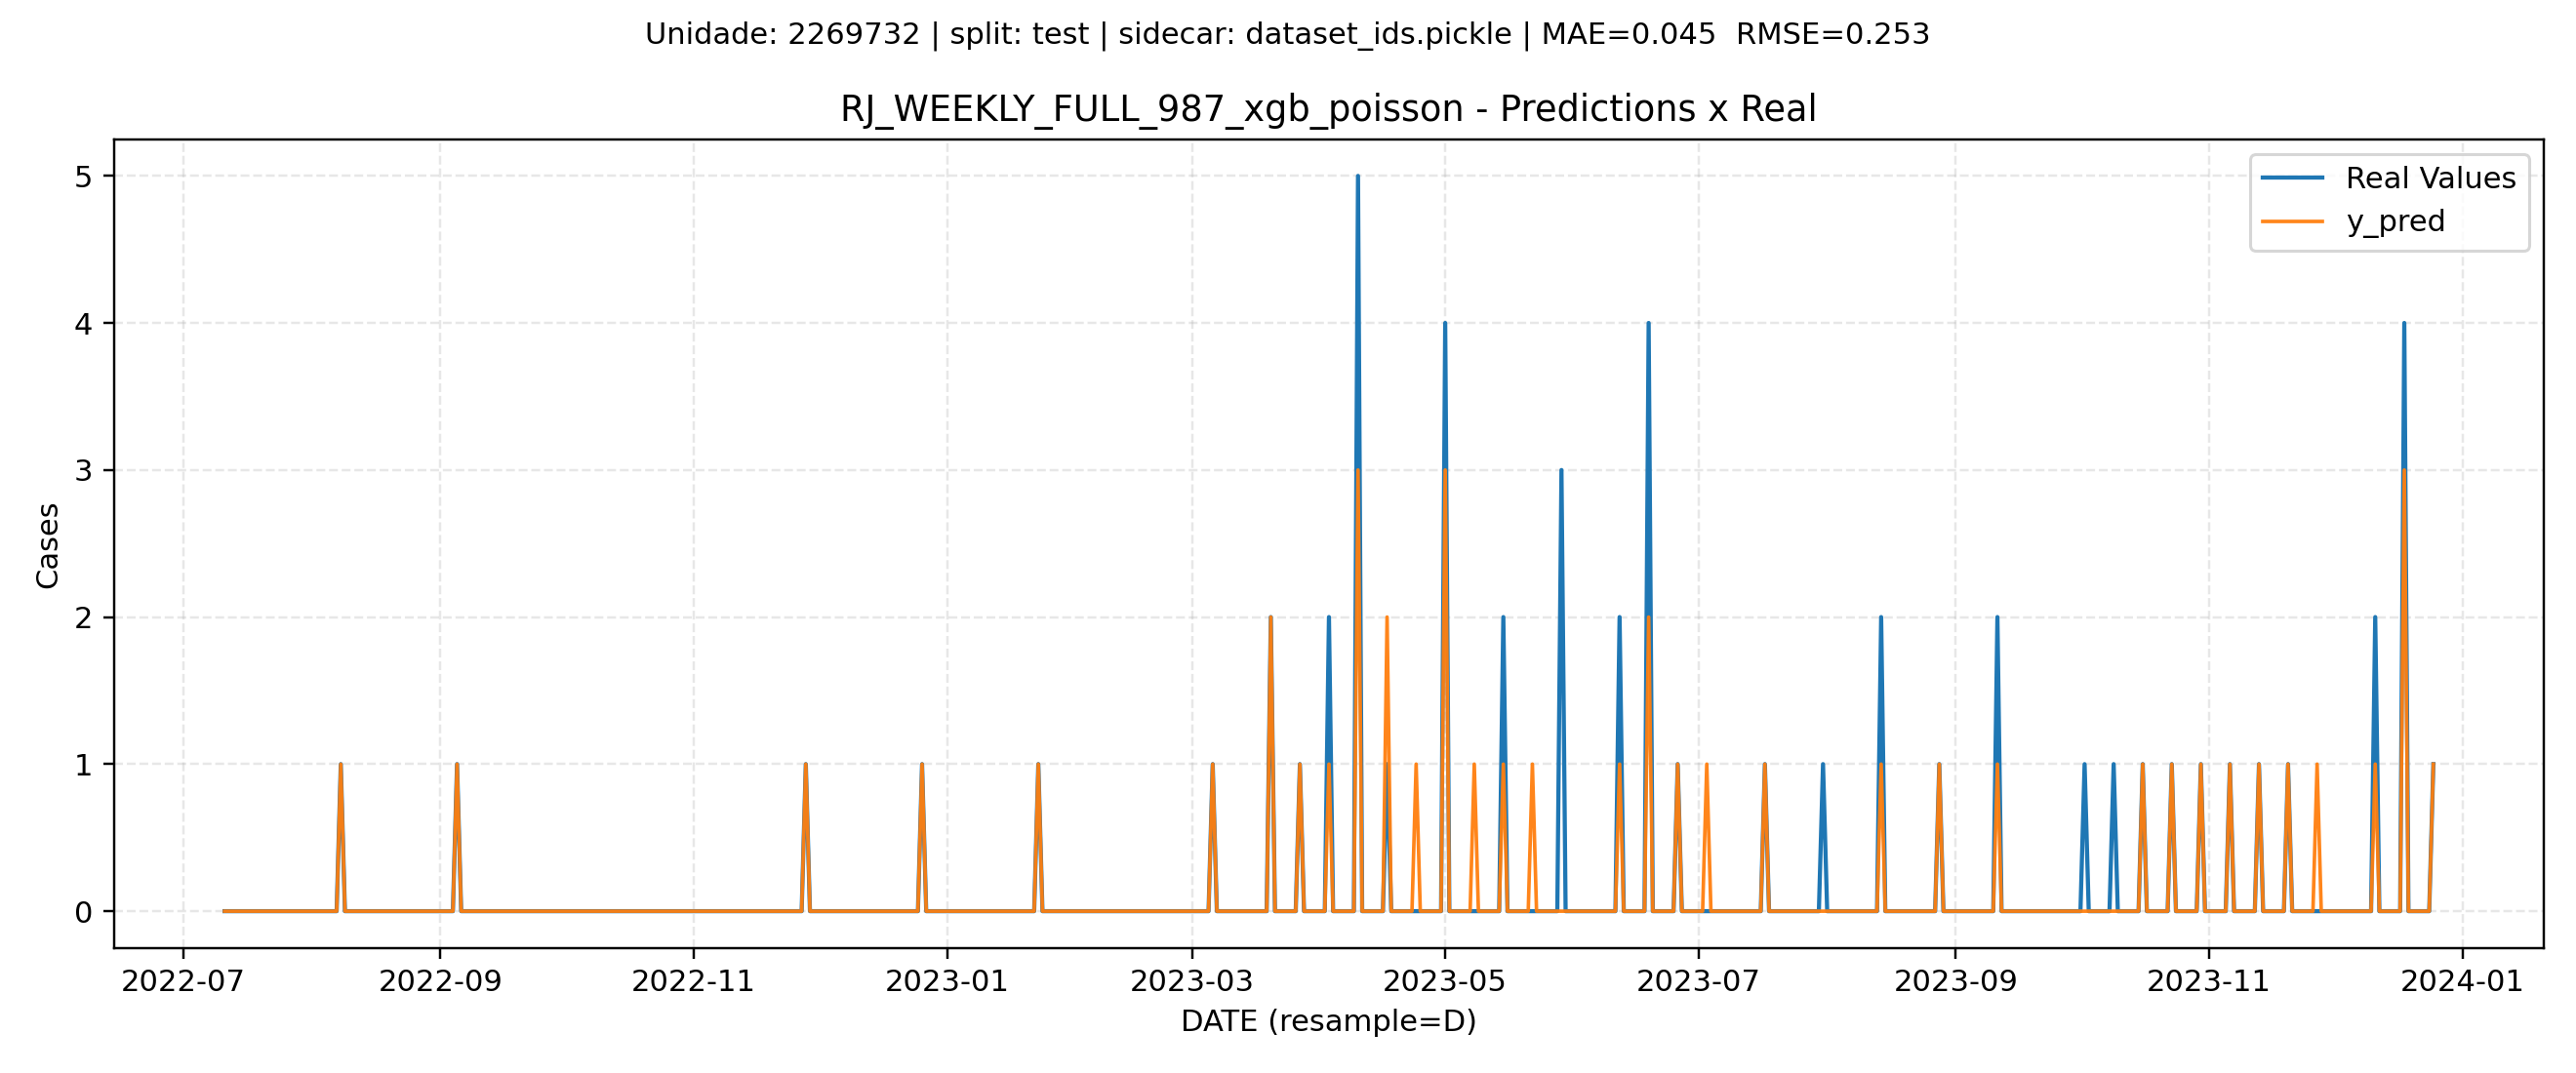 Unidade: 2269732 | split: test | sidecar: dataset_ids.pickle | MAE=0.045  RMSE=0.253
RJ_WEEKLY_FULL_987_xgb_poisson - Predictions x Real
Real Values
y_pred
5
4
3
2
1
0
Cases
2022-07 2022-09 2022-11 2023-01 2023-03 2023-05 2023-07 2023-09 2023-11 2024-01
DATE (resample=D)